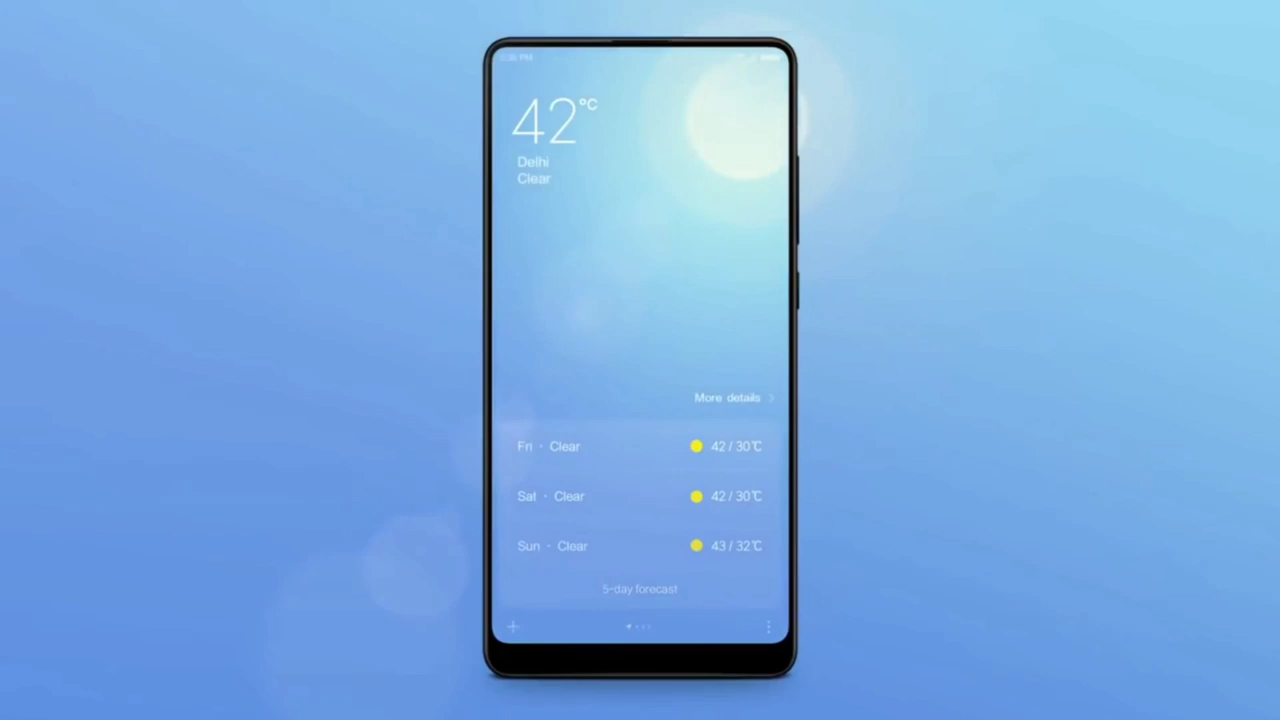 42°C
Delhi
Clear
More details
Fri · Clear 42 / 30℃
Sat · Clear 42 / 30℃
Sun · Clear 43 / 32℃
5-day forecast